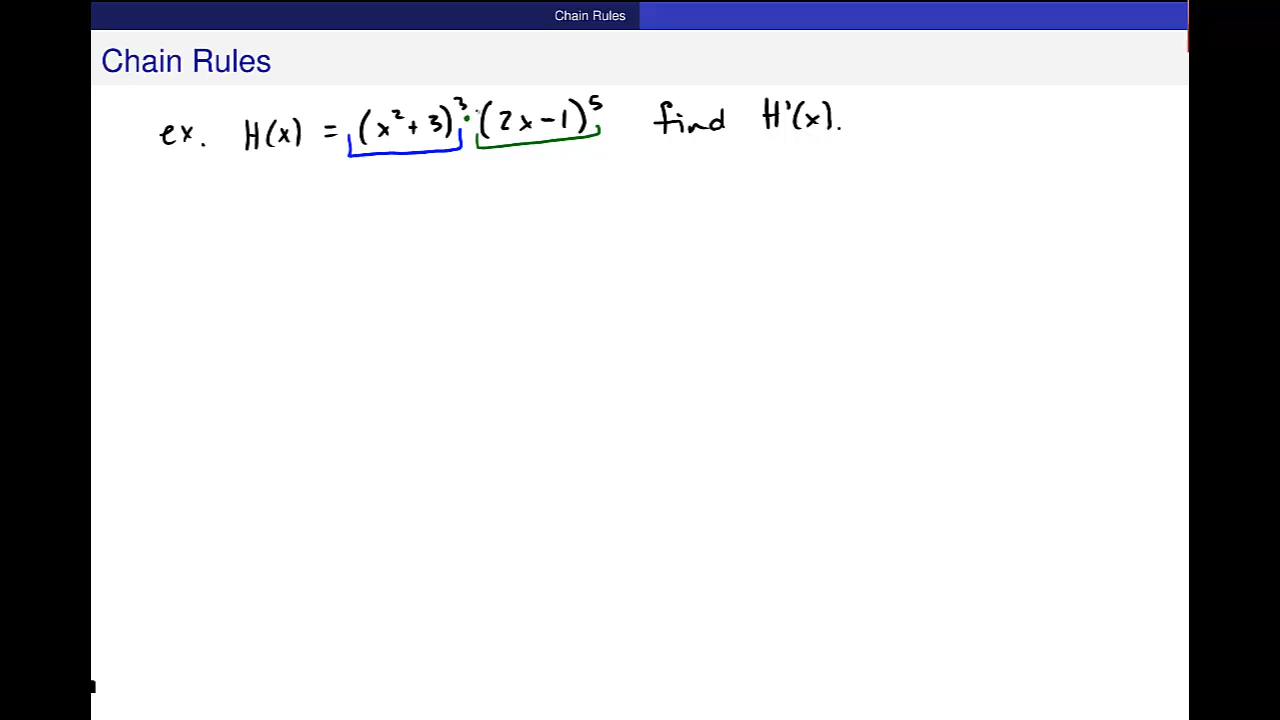 Chain Rules
Chain Rules
ex. H(x) = (x²+3)³·(2x-1)⁵ find H'(x).